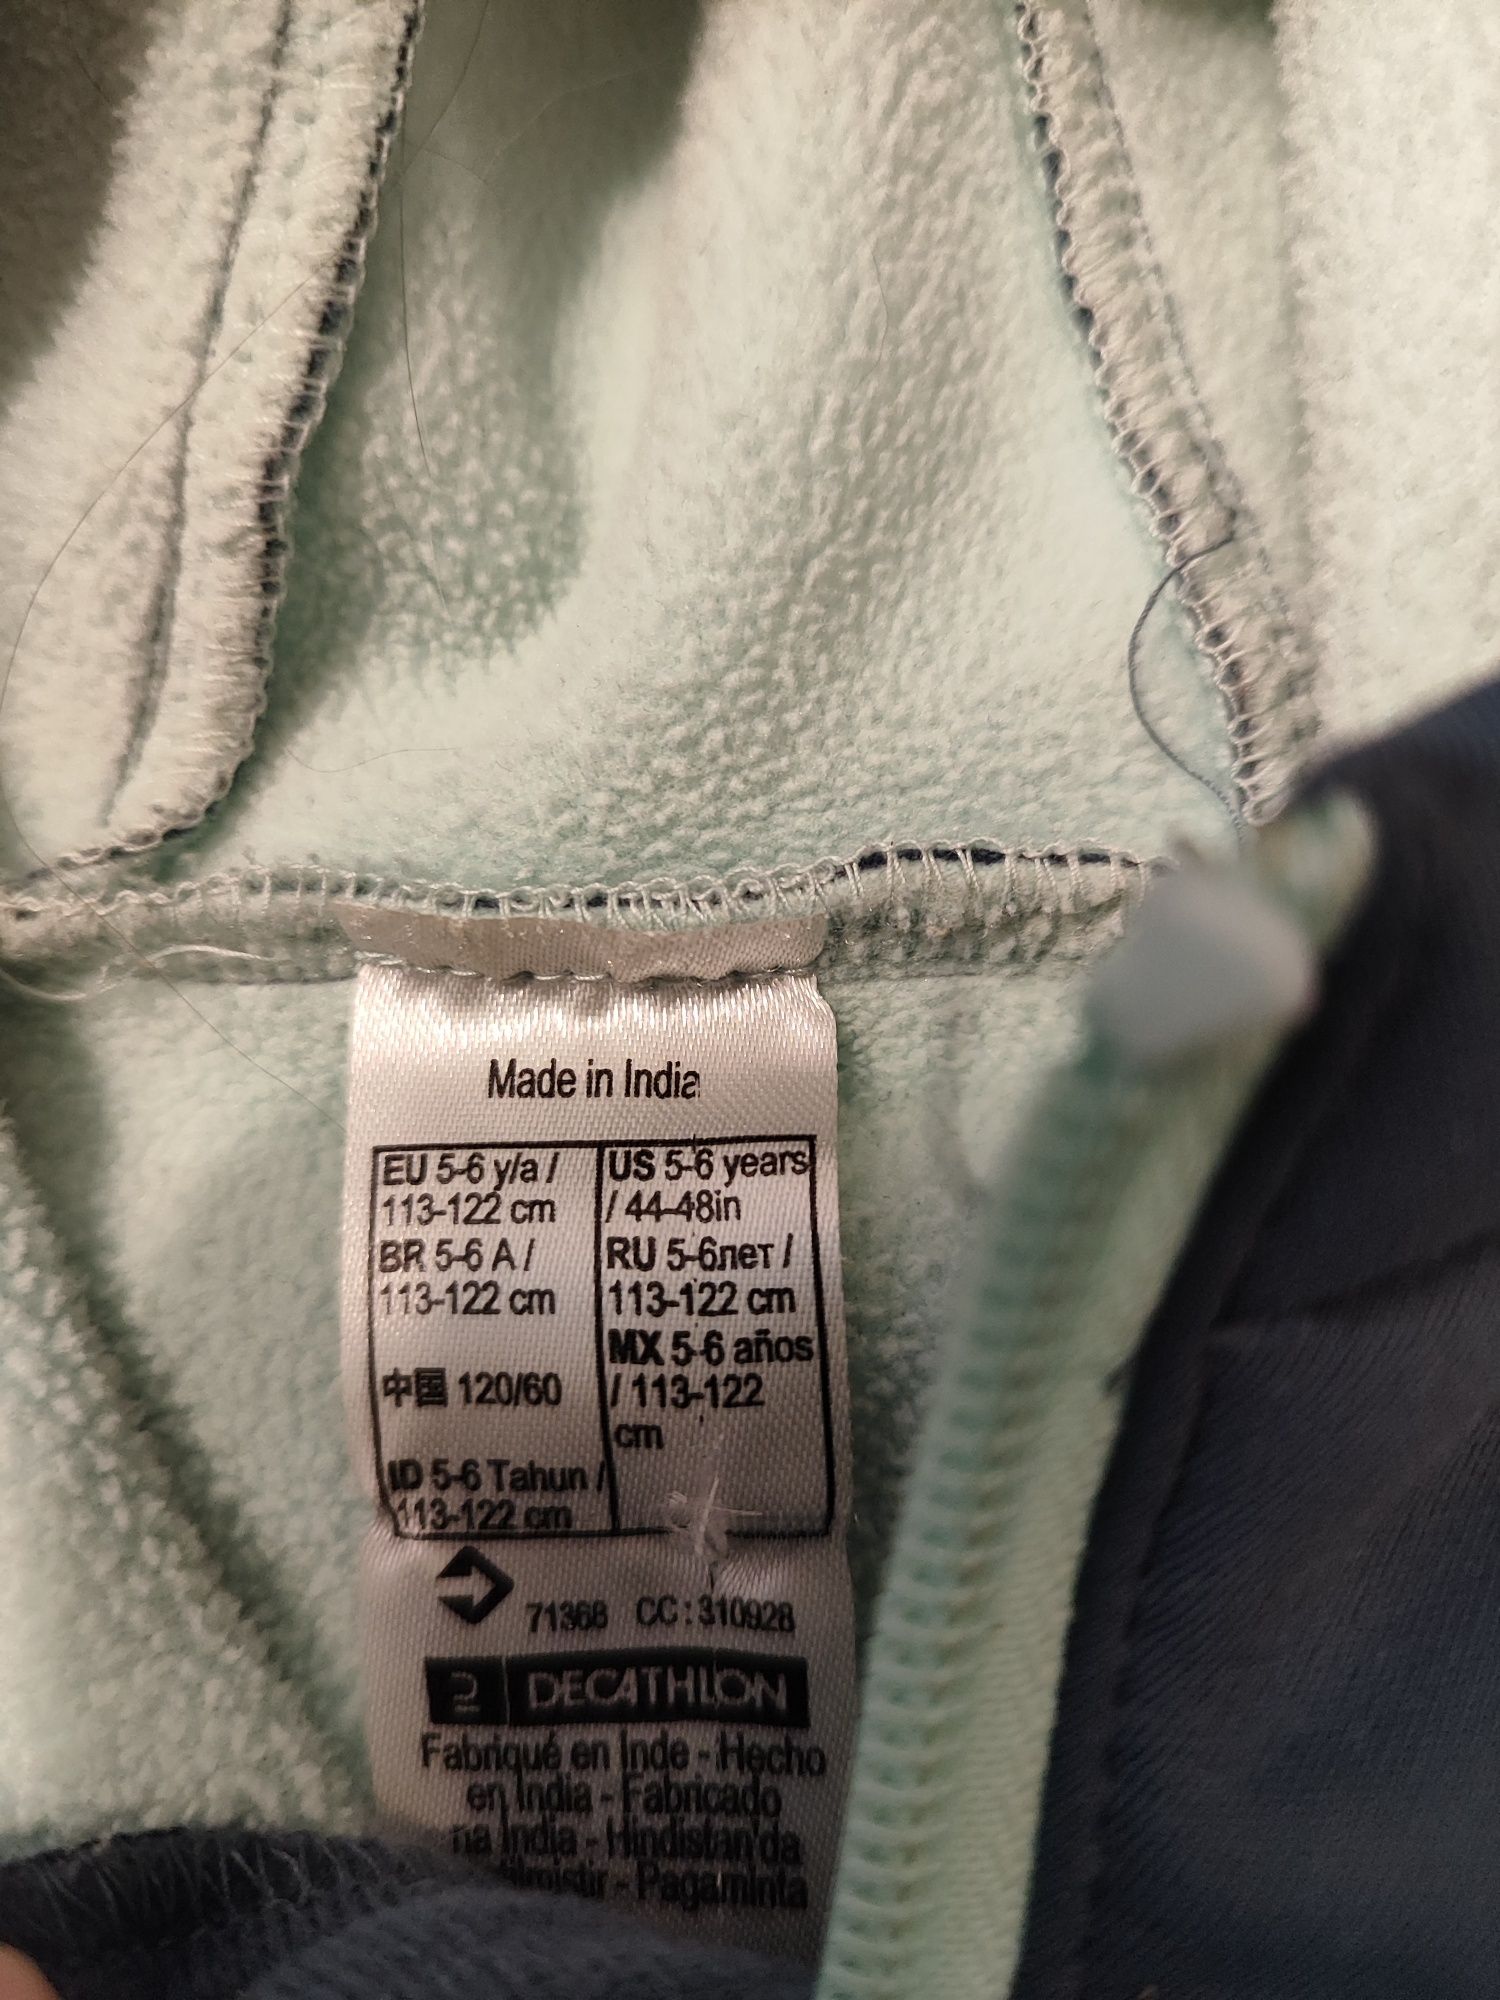 Made in India
EU 5-6 y/a /
113-122 cm
BR 5-6 A /
113-122 cm
中国 120/60
ID 5-6 Tahun /
113-122 cm
US 5-6 years
/ 44-48in
RU 5-6лет /
113-122 cm
MX 5-6 años
/ 113-122
cm
71368 CC : 310928
DECATHLON
Fabriqué en Inde - Hecho
en India - Fabricado
na India - Hindistan'da
- Pagaminta